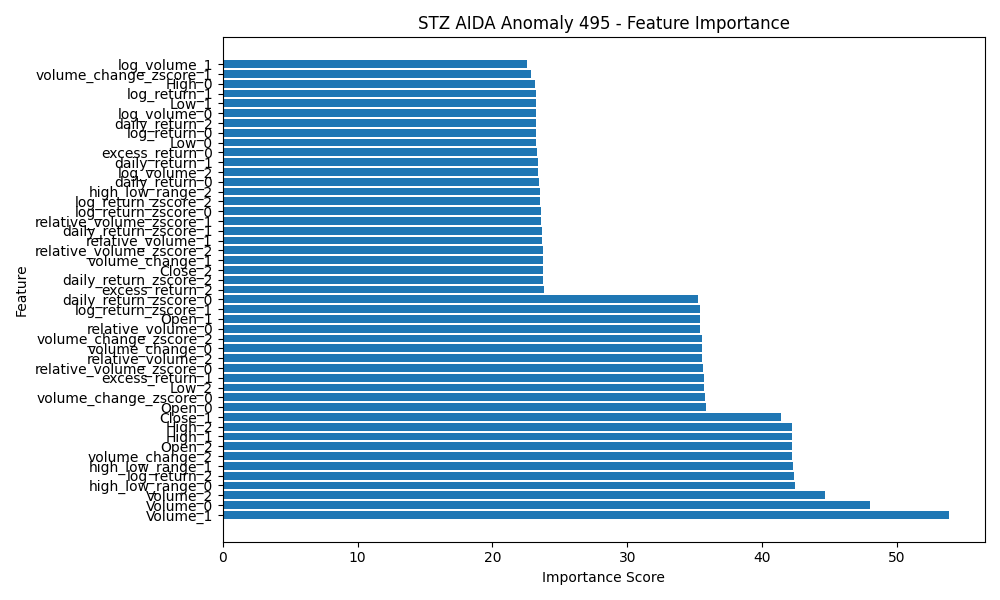 STZ AIDA Anomaly 495 - Feature Importance
log_volume_1
volume_change_zscore_1
High_0
log_return_1
Low_1
log_volume_0
daily_return_2
log_return_0
Low_0
excess_return_0
daily_return_1
log_volume_2
daily_return_0
high_low_range_2
log_return_zscore_2
log_return_zscore_0
relative_volume_zscore_1
daily_return_zscore_1
relative_volume_1
relative_volume_zscore_2
volume_change_1
Close_2
daily_return_zscore_2
excess_return_2
daily_return_zscore_0
log_return_zscore_1
Open_1
relative_volume_0
volume_change_zscore_2
volume_change_0
relative_volume_2
relative_volume_zscore_0
excess_return_1
Low_2
volume_change_zscore_0
Open_0
Close_1
High_2
High_1
Open_2
volume_change_2
high_low_range_1
log_return_2
high_low_range_0
Volume_2
Volume_0
Volume_1
Feature
0 10 20 30 40 50
Importance Score